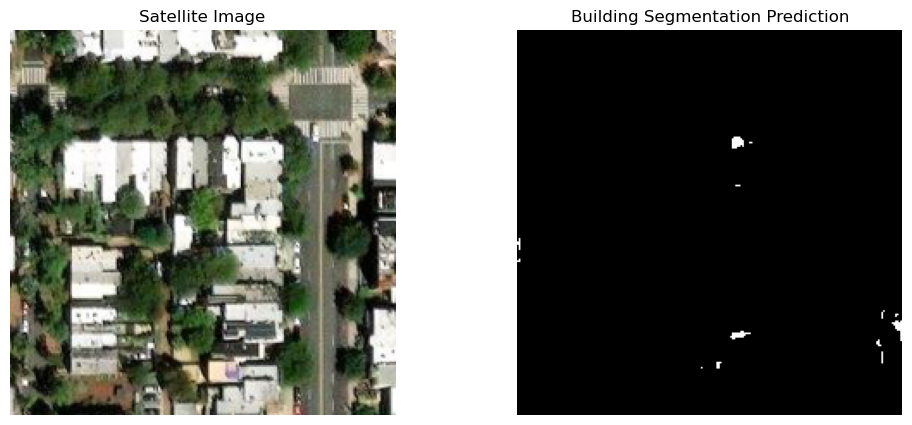 Satellite Image
Building Segmentation Prediction